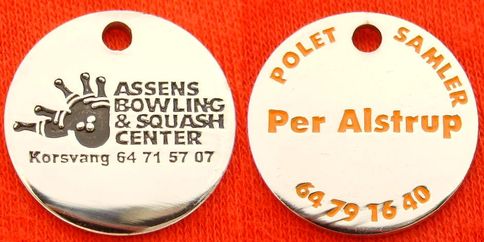 ASSENS
BOWLING
& SQUASH
CENTER
Korsvang 64 71 57 07
POLET SAMLER
Per Alstrup
64 79 16 40